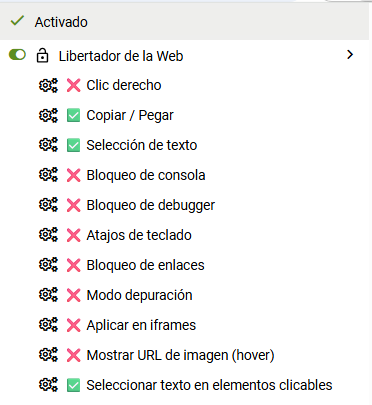 Activado
Libertador de la Web
Clic derecho
Copiar / Pegar
Selección de texto
Bloqueo de consola
Bloqueo de debugger
Atajos de teclado
Bloqueo de enlaces
Modo depuración
Aplicar en iframes
Mostrar URL de imagen (hover)
Seleccionar texto en elementos clicables